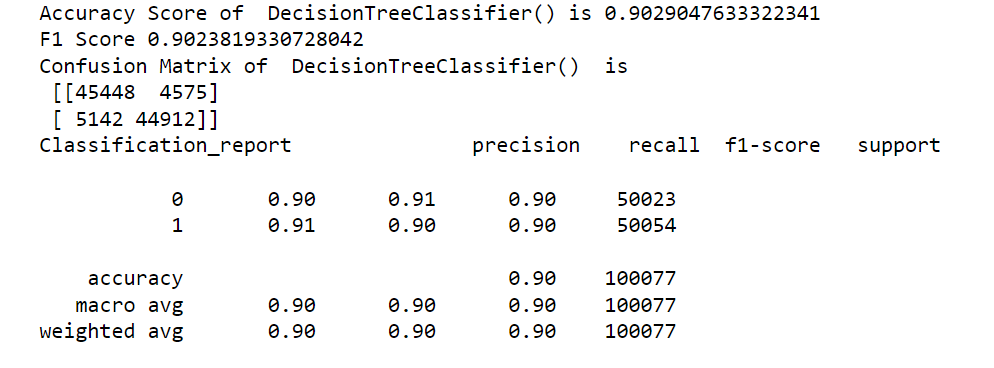 Accuracy Score of  DecisionTreeClassifier() is 0.9029047633322341
F1 Score 0.9023819330728042
Confusion Matrix of  DecisionTreeClassifier()  is
 [[45448  4575]
 [ 5142 44912]]
Classification_report               precision    recall  f1-score   support

           0       0.90      0.91      0.90     50023
           1       0.91      0.90      0.90     50054

    accuracy                           0.90    100077
   macro avg       0.90      0.90      0.90    100077
weighted avg       0.90      0.90      0.90    100077